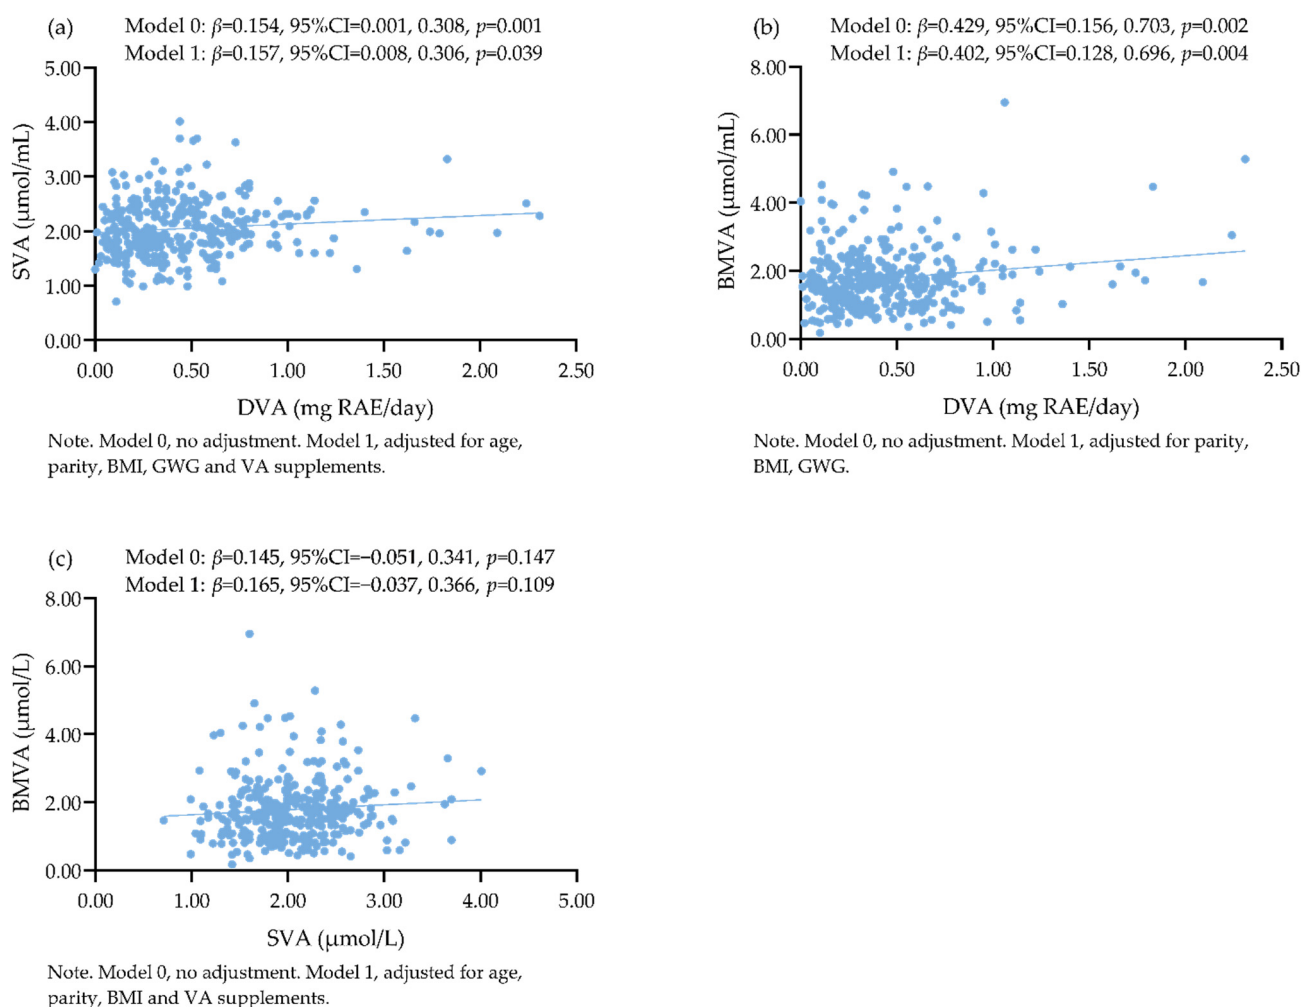 (a)
Model 0: β=0.154, 95%CI=0.001, 0.308, p=0.001
Model 1: β=0.157, 95%CI=0.008, 0.306, p=0.039
5.00
4.00
3.00
2.00
1.00
0.00
SVA (μmol/mL)
0.00 0.50 1.00 1.50 2.00 2.50
DVA (mg RAE/day)
Note. Model 0, no adjustment. Model 1, adjusted for age,
parity, BMI, GWG and VA supplements.
(b)
Model 0: β=0.429, 95%CI=0.156, 0.703, p=0.002
Model 1: β=0.402, 95%CI=0.128, 0.696, p=0.004
8.00
6.00
4.00
2.00
0.00
BMVA (μmol/mL)
0.00 0.50 1.00 1.50 2.00 2.50
DVA (mg RAE/day)
Note. Model 0, no adjustment. Model 1, adjusted for parity,
BMI, GWG.
(c)
Model 0: β=0.145, 95%CI=−0.051, 0.341, p=0.147
Model 1: β=0.165, 95%CI=−0.037, 0.366, p=0.109
8.00
6.00
4.00
2.00
0.00
BMVA (μmol/L)
0.00 1.00 2.00 3.00 4.00 5.00
SVA (μmol/L)
Note. Model 0, no adjustment. Model 1, adjusted for age,
parity, BMI and VA supplements.